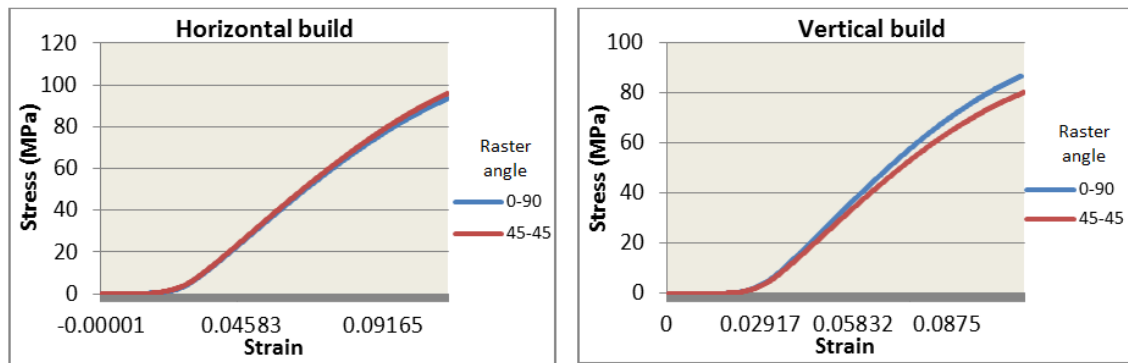 Horizontal build
120
100
80
60
40
20
0
Stress (MPa)
-0.00001 0.04583 0.09165
Strain
Raster
angle
0-90
45-45
Vertical build
100
80
60
40
20
0
Stress (MPa)
0 0.02917 0.05832 0.0875
Strain
Raster
angle
0-90
45-45